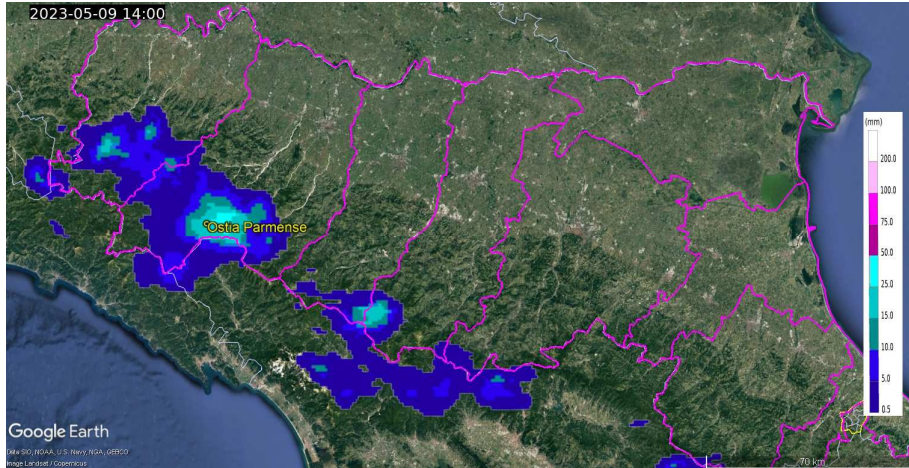 2023-05-09 14:00
(mm)
200.0
100.0
75.0
50.0
25.0
15.0
10.0
5.0
0.5
Ostia Parmense
Google Earth
Data SIO, NOAA, U.S. Navy, NGA, GEBCO
Image Landsat / Copernicus
70 km